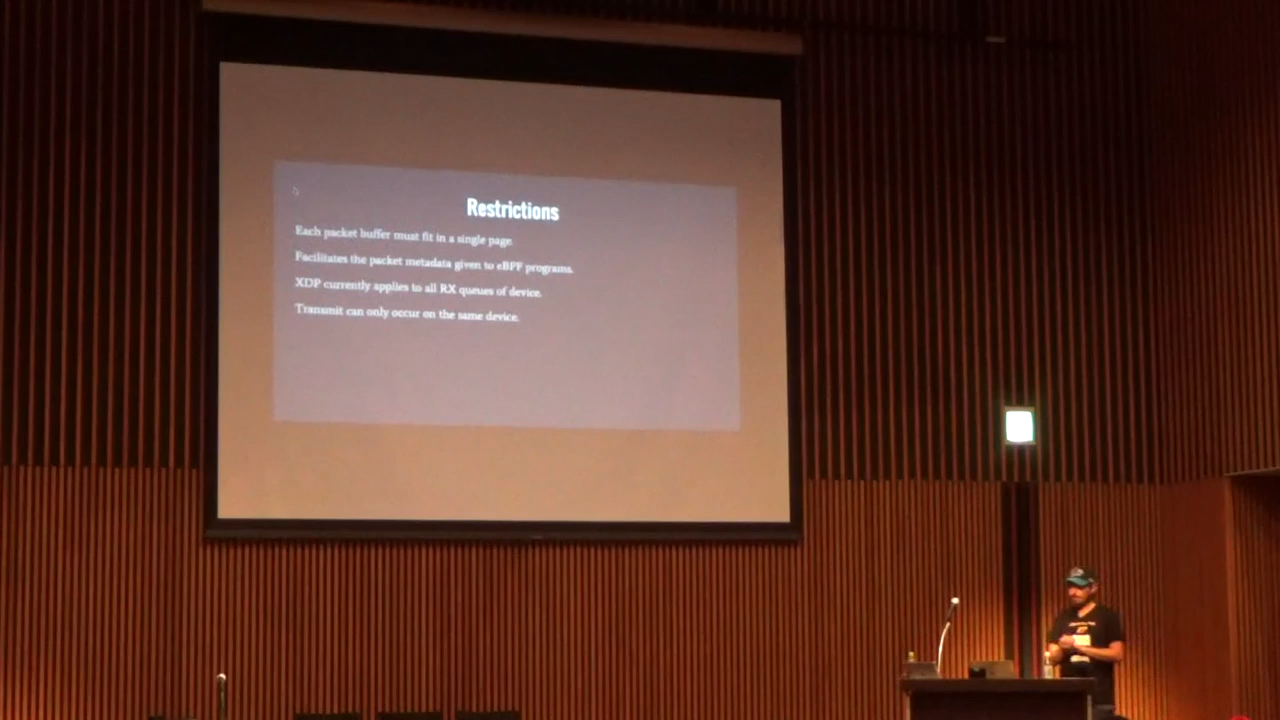 Restrictions
Each packet buffer must fit in a single page.
Facilitates the packet metadata given to eBPF programs.
XDP currently applies to all RX queues of device.
Transmit can only occur on the same device.